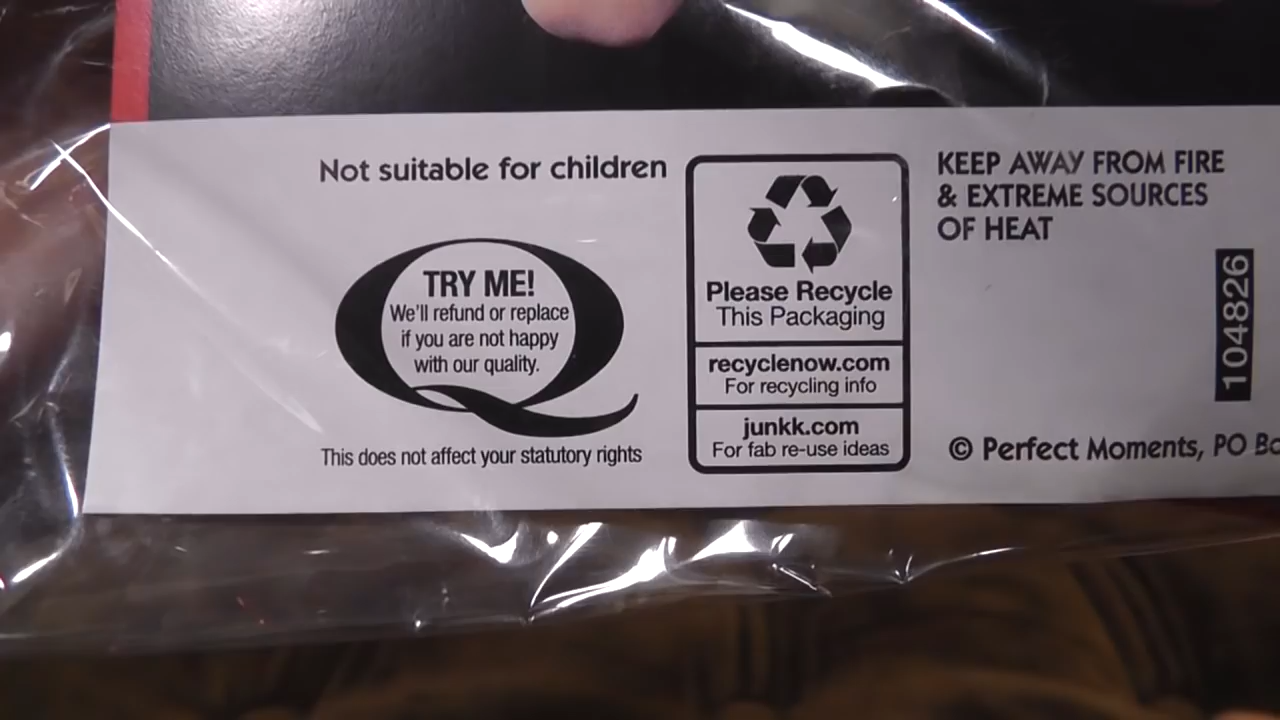 Not suitable for children
TRY ME!
We'll refund or replace
if you are not happy
with our quality.
This does not affect your statutory rights
Please Recycle
This Packaging
recyclenow.com
For recycling info
junkk.com
For fab re-use ideas
KEEP AWAY FROM FIRE
& EXTREME SOURCES
OF HEAT
104826
© Perfect Moments, PO